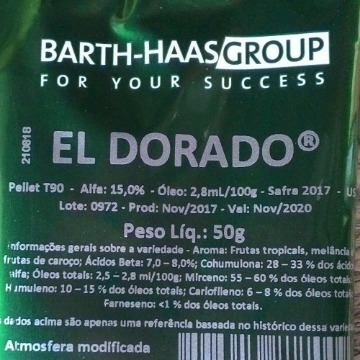 BARTH-HAASGROUP
FOR YOUR SUCCESS
210618
EL DORADO®
Pellet T90 - Alfa: 15,0% - Óleo: 2,8mL/100g - Safra 2017 - US
Lote: 0972 - Prod: Nov/2017 - Val: Nov/2020
Peso Líq.: 50g
Informações gerais sobre a variedade - Aroma: Frutas tropicais, melância
frutas de caroço; Ácidos Beta: 7,0 – 8,0%; Cohumulona: 28 – 33 % dos ácid
alfa; Óleos totais: 2,5 – 2,8 ml/100g; Mirceno: 55 – 60 % dos óleos totais.
Humuleno: 10 – 15 % dos óleos totais; Cariofileno: 6 – 8 % dos óleos totais.
Farneseno: <1 % dos óleos totais.
s dados acima são apenas uma referência baseada no histórico dessa varied
Atmosfera modificada